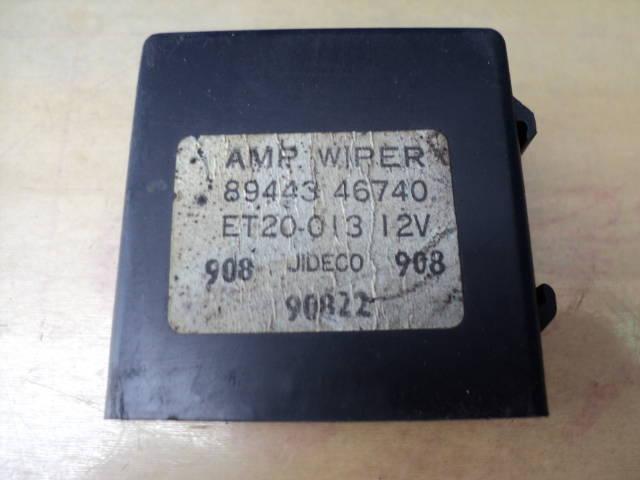 AMP WIPER
89443 46740
ET20-013 12V
908 JIDECO 908
90822